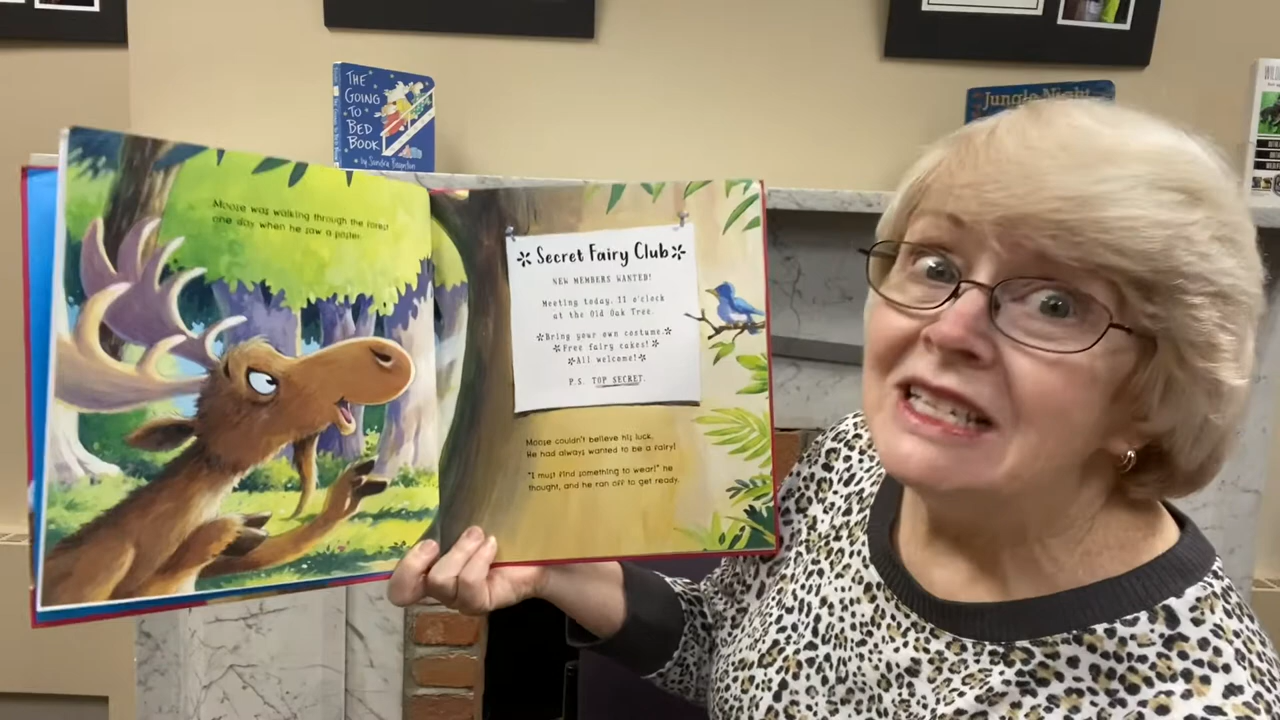 THE
GOING
TO
BED
BOOK
by Sandra Boynton
Jungle Night
Moose was walking through the forest
one day when he saw a poster.
Secret Fairy Club
NEW MEMBERS WANTED!
Meeting today, 11 o'clock
at the Old Oak Tree.
Bring your own costume.
Free fairy cakes!
All welcome!
P.S. TOP SECRET.
Moose couldn't believe his luck.
He had always wanted to be a fairy!
"I must find something to wear!" he
thought, and he ran off to get ready.